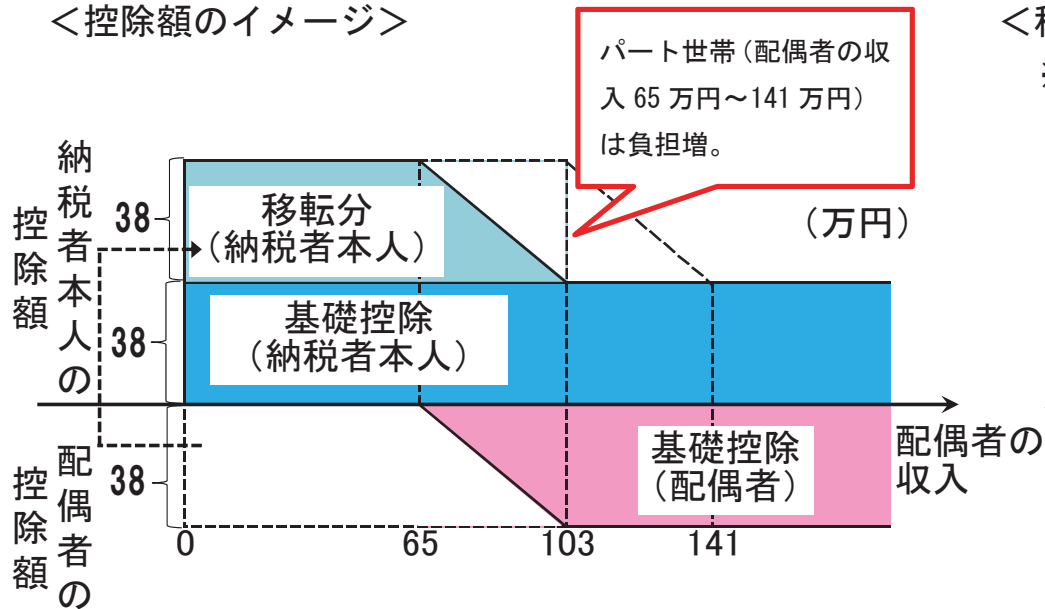 ＜控除額のイメージ＞
パート世帯（配偶者の収
入 65 万円～141 万円）
は負担増。
（万円）
納税者本人の
控除額
38
移転分
（納税者本人）
38
基礎控除
（納税者本人）
配偶者の
控除額
38
基礎控除
（配偶者）
配偶者の
収入
0
65
103
141